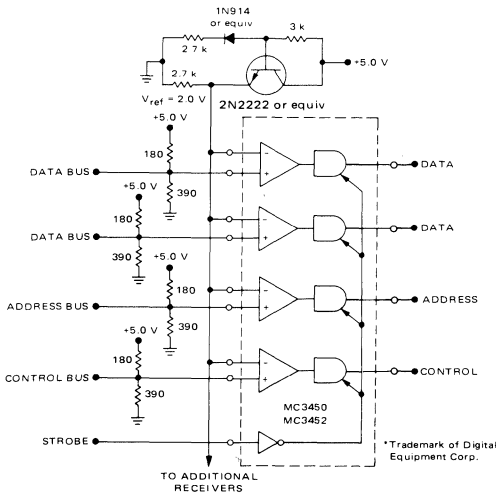 1N914
or equiv
3 k
2.7 k
+5.0 V
2.7 k
Vref = 2.0 V
2N2222 or equiv
+5.0 V
180
DATA BUS
DATA
390
+5.0 V
180
DATA BUS
DATA
390
+5.0 V
180
ADDRESS BUS
ADDRESS
390
+5.0 V
180
CONTROL BUS
CONTROL
390
MC3450
MC3452
STROBE
*Trademark of Digital
Equipment Corp.
TO ADDITIONAL
RECEIVERS